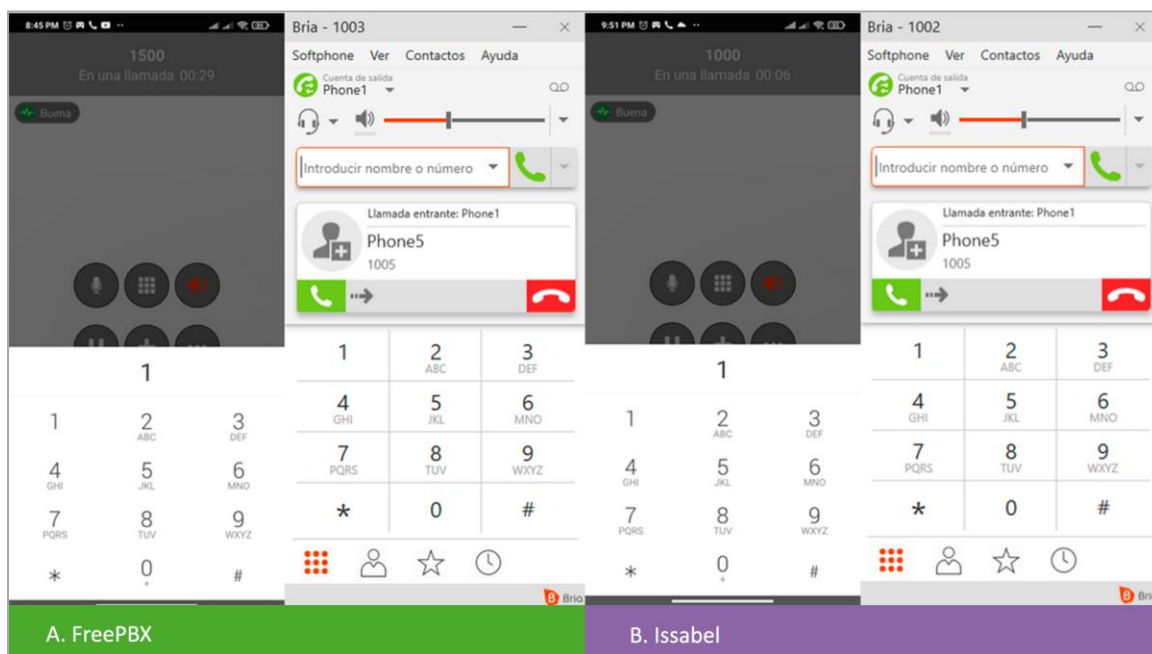 8:45 PM
1500
En una llamada 00:29
Buena
1
1 2 3
ABC DEF
4 5 6
GHI JKL MNO
7 8 9
PQRS TUV WXYZ
* 0 #
+
Bria - 1003
Softphone Ver Contactos Ayuda
Cuenta de salida
Phone1
Introducir nombre o número
Llamada entrante: Phone1
Phone5
1005
1 2 3
ABC DEF
4 5 6
GHI JKL MNO
7 8 9
PQRS TUV WXYZ
* 0 #
Bria
A. FreePBX
9:51 PM
1000
En una llamada 00:06
Buena
1
1 2 3
ABC DEF
4 5 6
GHI JKL MNO
7 8 9
PQRS TUV WXYZ
* 0 #
+
Bria - 1002
Softphone Ver Contactos Ayuda
Cuenta de salida
Phone1
Introducir nombre o número
Llamada entrante: Phone1
Phone5
1005
1 2 3
ABC DEF
4 5 6
GHI JKL MNO
7 8 9
PQRS TUV WXYZ
* 0 #
Bri
B. Issabel